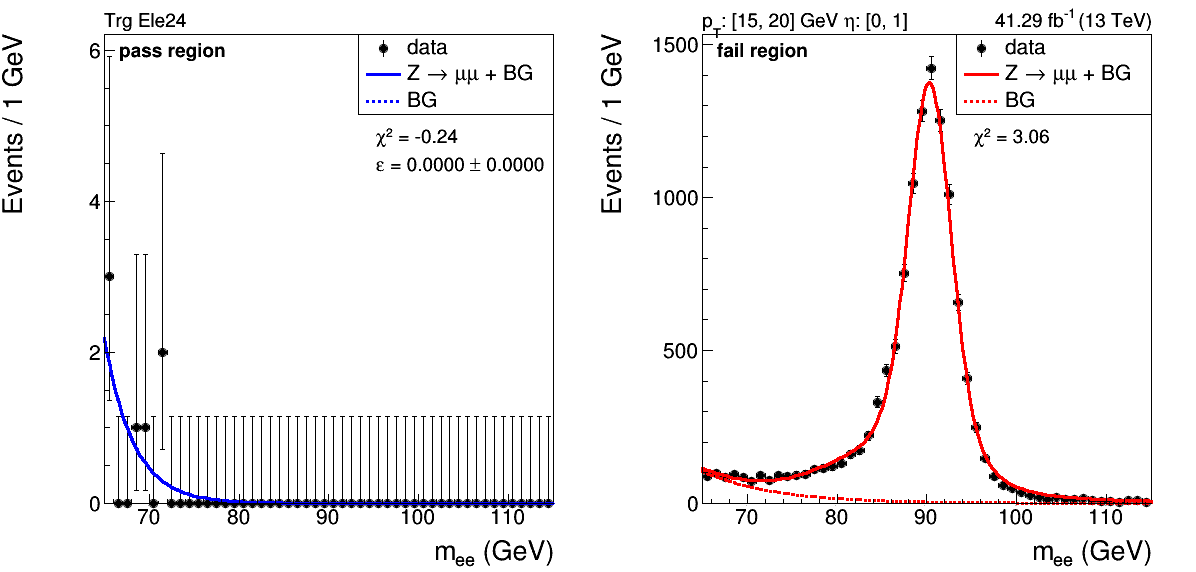 Trg Ele24
pass region
data
Z → μμ + BG
BG
χ² = -0.24
ε = 0.0000 ± 0.0000
Events / 1 GeV
0
2
4
6
70
80
90
100
110
m_ee (GeV)
p_T: [15, 20] GeV η: [0, 1]
41.29 fb⁻¹ (13 TeV)
fail region
data
Z → μμ + BG
BG
χ² = 3.06
Events / 1 GeV
0
500
1000
1500
70
80
90
100
110
m_ee (GeV)